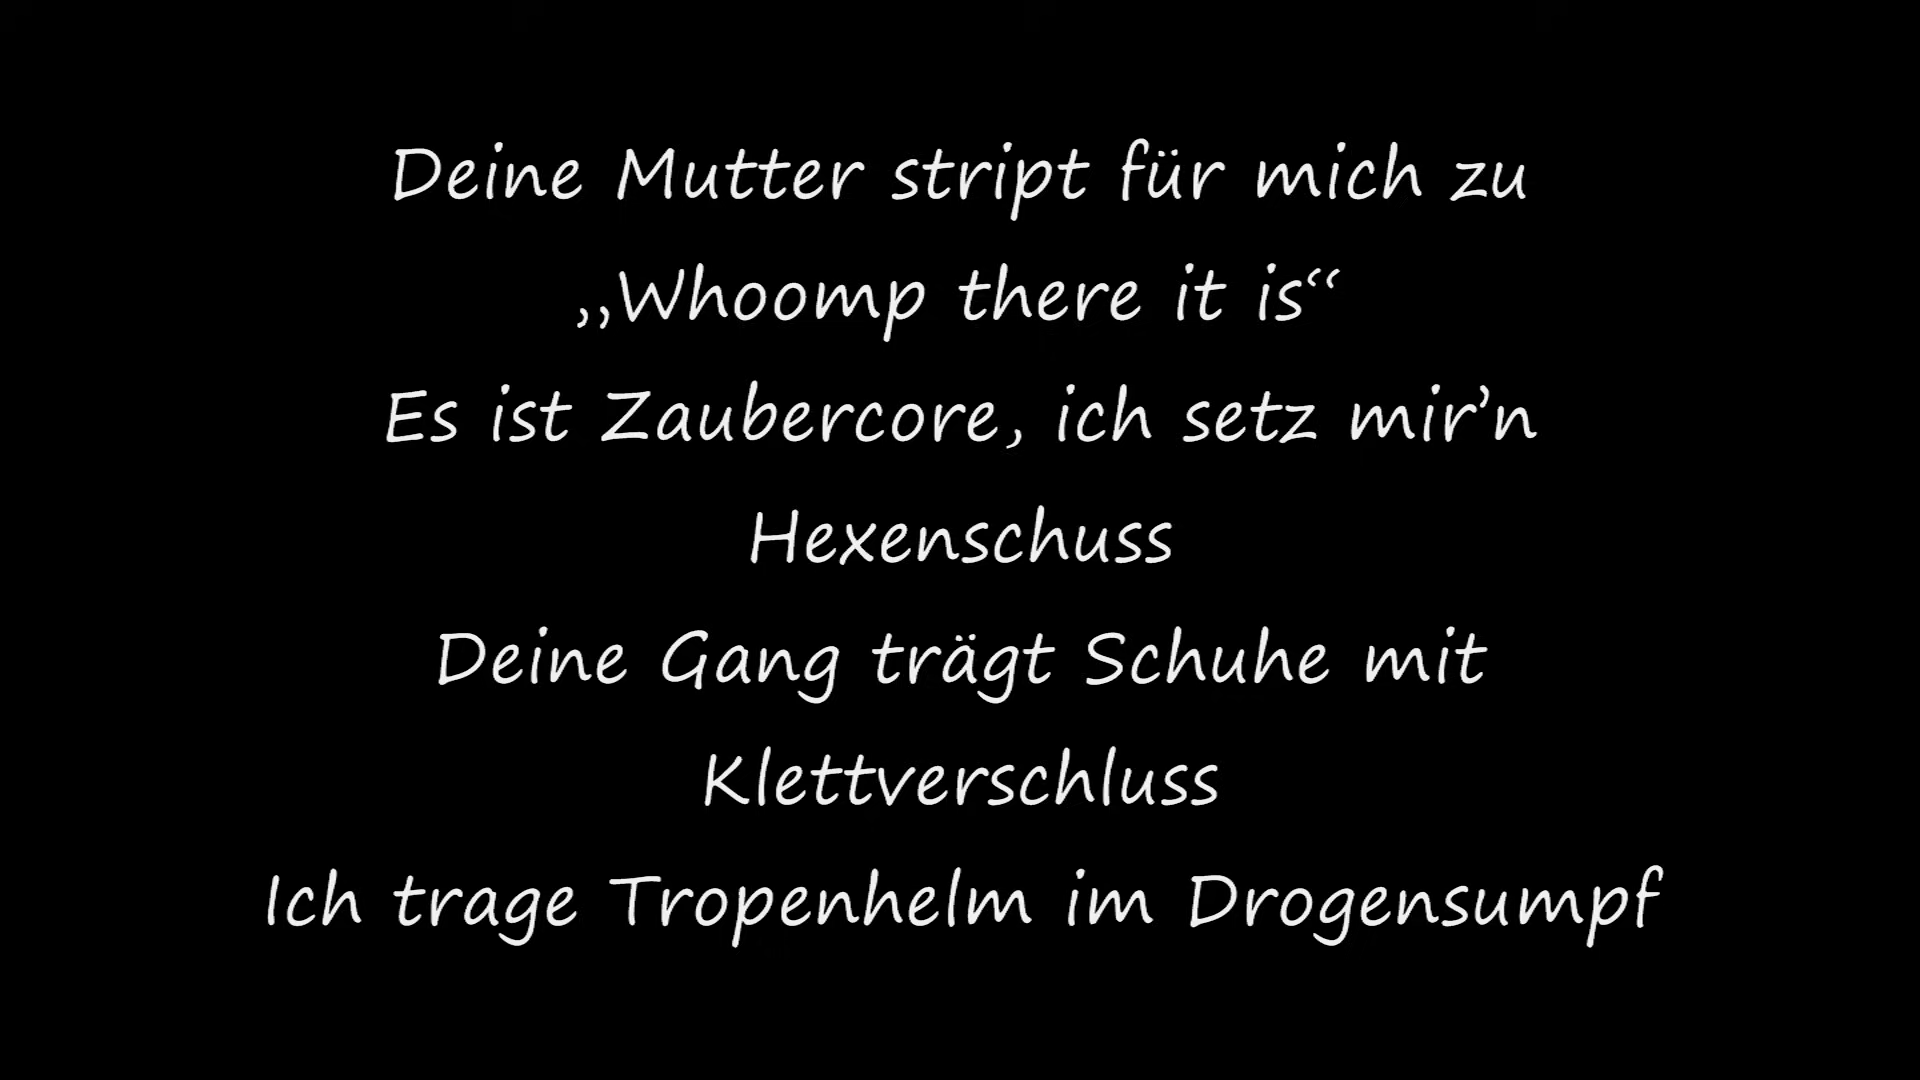 Deine Mutter stript für mich zu
„Whoomp there it is“
Es ist Zaubercore, ich setz mir’n
Hexenschuss
Deine Gang trägt Schuhe mit
Klettverschluss
Ich trage Tropenhelm im Drogensumpf